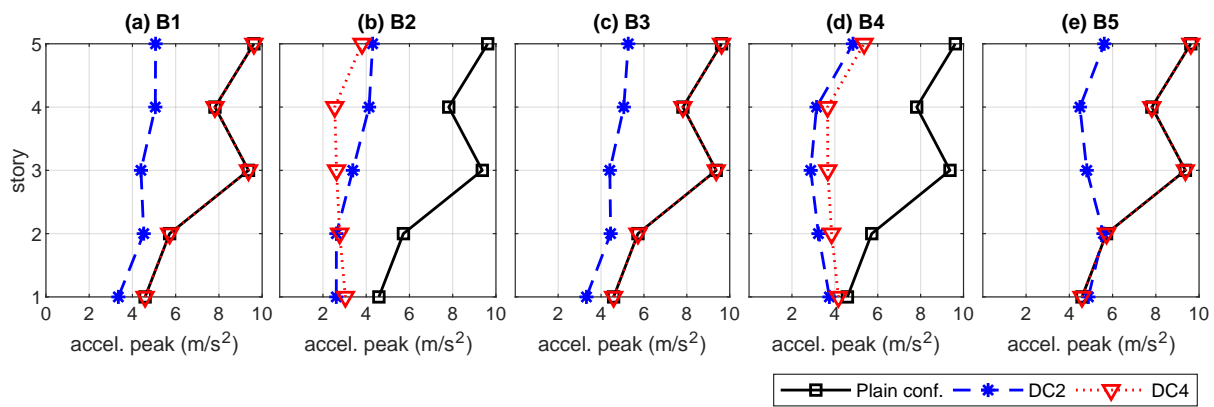 (a) B1 (b) B2 (c) B3 (d) B4 (e) B5
5
4
3
2
1
story
0 2 4 6 8 10 2 4 6 8 10 2 4 6 8 10 2 4 6 8 10 2 4 6 8 10
accel. peak (m/s²) accel. peak (m/s²) accel. peak (m/s²) accel. peak (m/s²) accel. peak (m/s²)
Plain conf. DC2 DC4